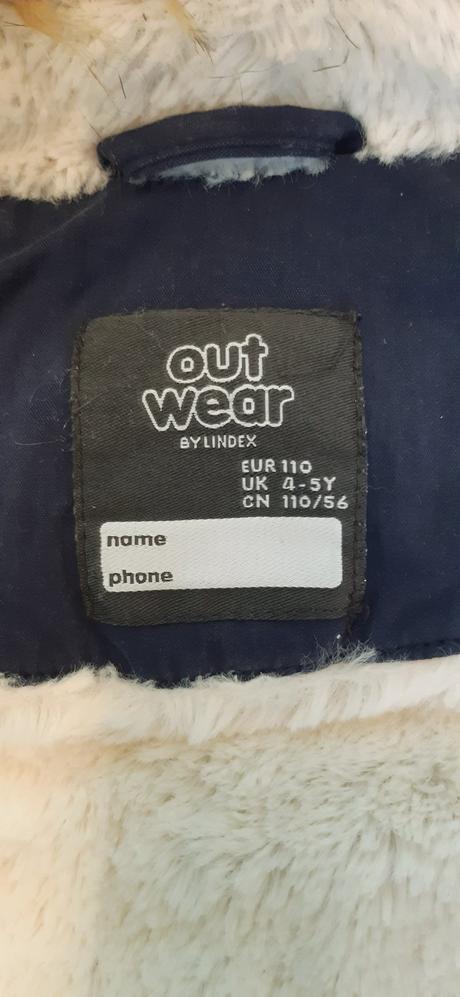 out
wear
BY LINDEX
EUR 110
UK 4-5Y
CN 110/56
name
phone